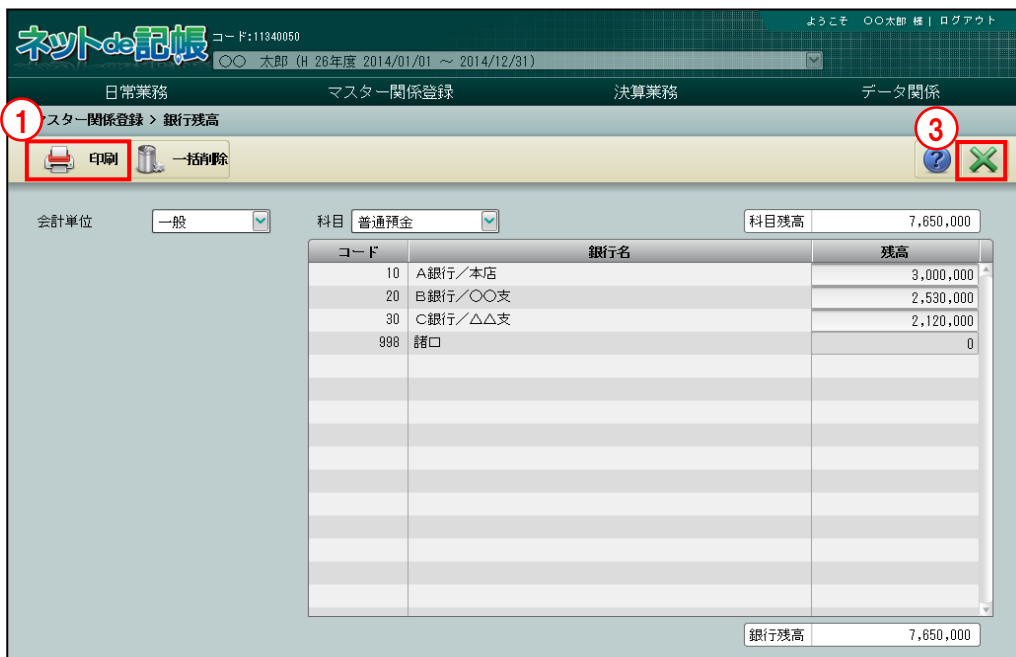 ようこそ 〇〇太郎 様 | ログアウト
ネットde記帳 コード:11340050
〇〇 太郎 (H 26年度 2014/01/01 ～ 2014/12/31)
日常業務 マスター関係登録 決算業務 データ関係
1 マスター関係登録 > 銀行残高 3
印刷 一括削除 ?
会計単位 一般 科目 普通預金 科目残高 7,650,000
コード 銀行名 残高
10 A銀行／本店 3,000,000
20 B銀行／〇〇支 2,530,000
30 C銀行／△△支 2,120,000
998 諸口 0
銀行残高 7,650,000